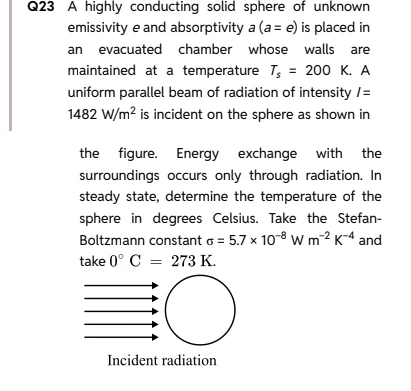 Q23 A highly conducting solid sphere of unknown
emissivity e and absorptivity a (a = e) is placed in
an evacuated chamber whose walls are
maintained at a temperature Tₛ = 200 K. A
uniform parallel beam of radiation of intensity I =
1482 W/m² is incident on the sphere as shown in
the figure. Energy exchange with the
surroundings occurs only through radiation. In
steady state, determine the temperature of the
sphere in degrees Celsius. Take the Stefan-
Boltzmann constant σ = 5.7 × 10⁻⁸ W m⁻² K⁻⁴ and
take 0° C = 273 K.
Incident radiation